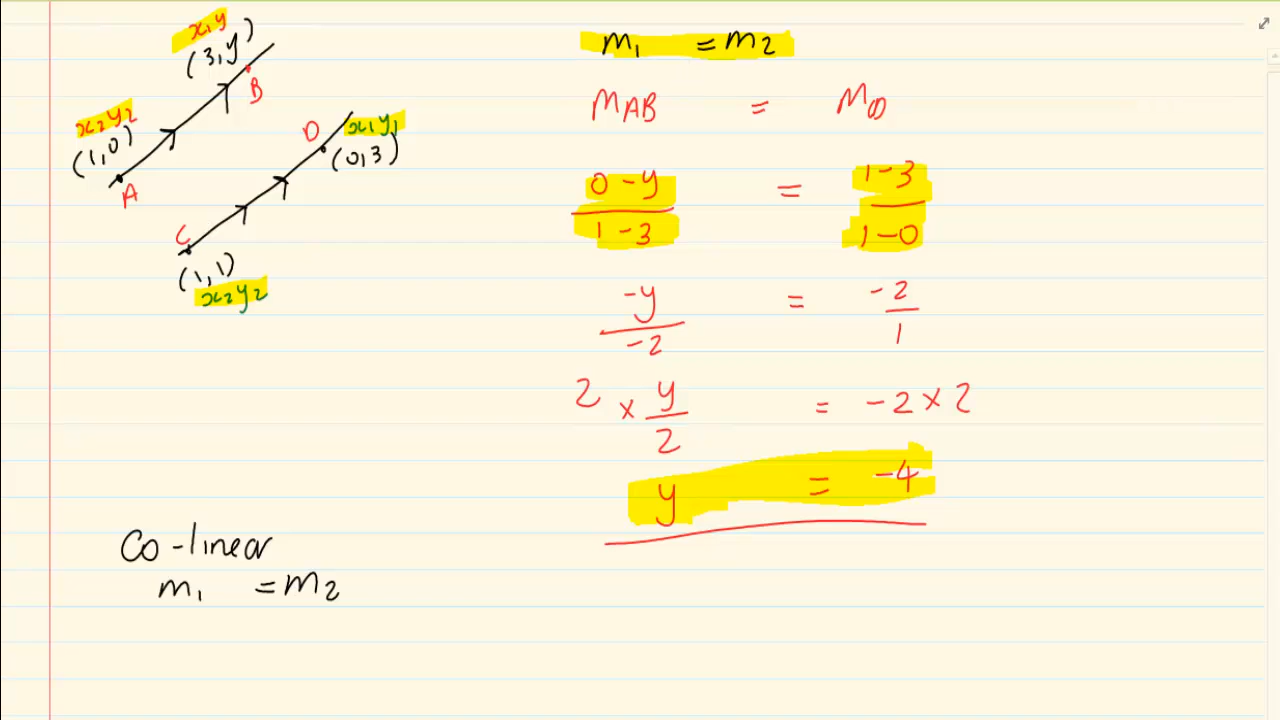 x₁y
(3, y)
B
x₂y₂
(1, 0)
A
D
x₁y₁
(0, 3)
C
(1, 1)
x₂y₂
m₁ = m₂
MAB = MCD
0 - y / 1 - 3 = 1 - 3 / 1 - 0
-y / -2 = -2 / 1
2 × y / 2 = -2 × 2
y = -4
Co-linear
m₁ = m₂